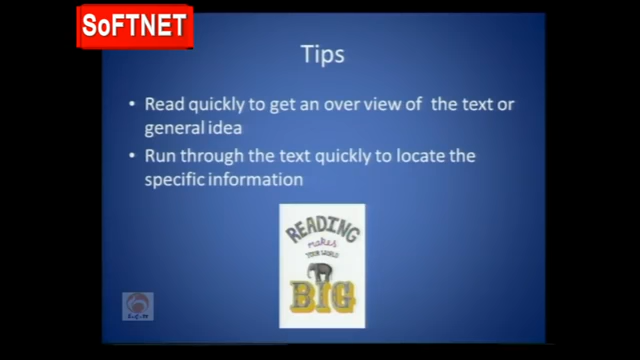 SoFTNET
Tips
• Read quickly to get an over view of the text or
general idea
• Run through the text quickly to locate the
specific information
READING
makes
YOUR WORLD
BIG